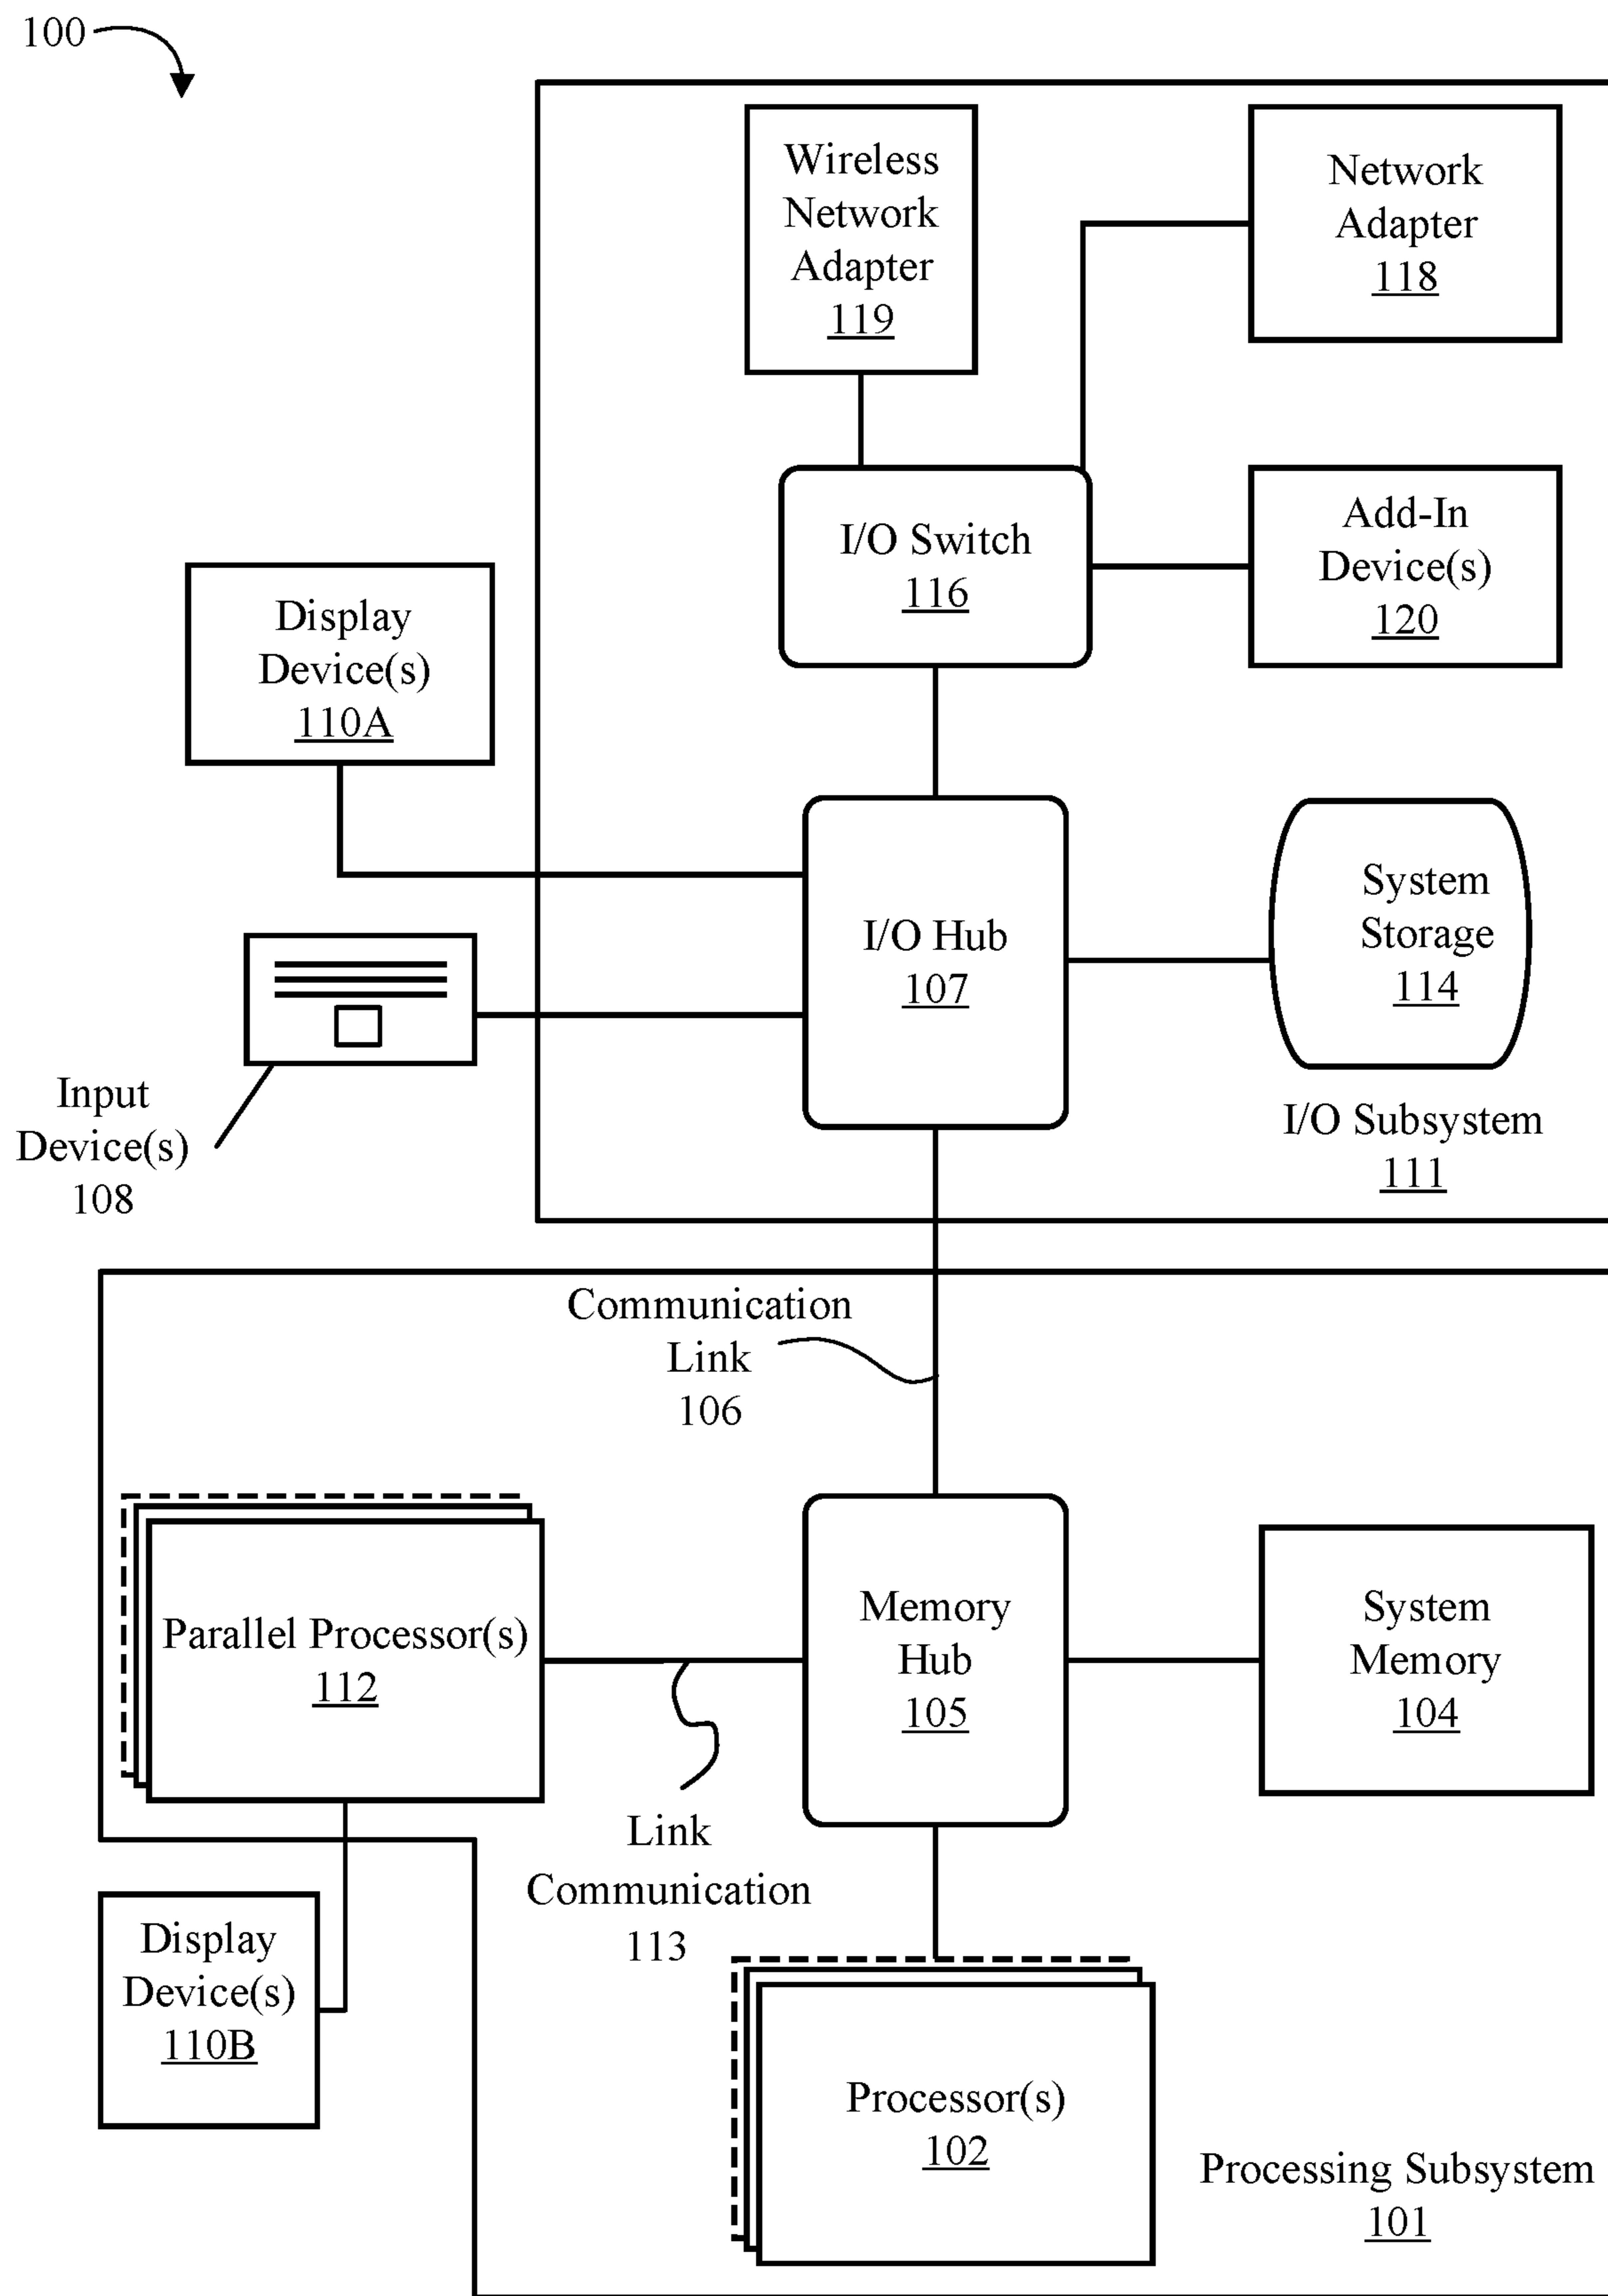 100
Wireless
Network
Adapter
119
Network
Adapter
118
I/O Switch
116
Add-In
Device(s)
120
Display
Device(s)
110A
I/O Hub
107
System
Storage
114
Input
Device(s)
108
I/O Subsystem
111
Communication
Link
106
Parallel Processor(s)
112
Memory
Hub
105
System
Memory
104
Link
Communication
113
Display
Device(s)
110B
Processor(s)
102
Processing Subsystem
101